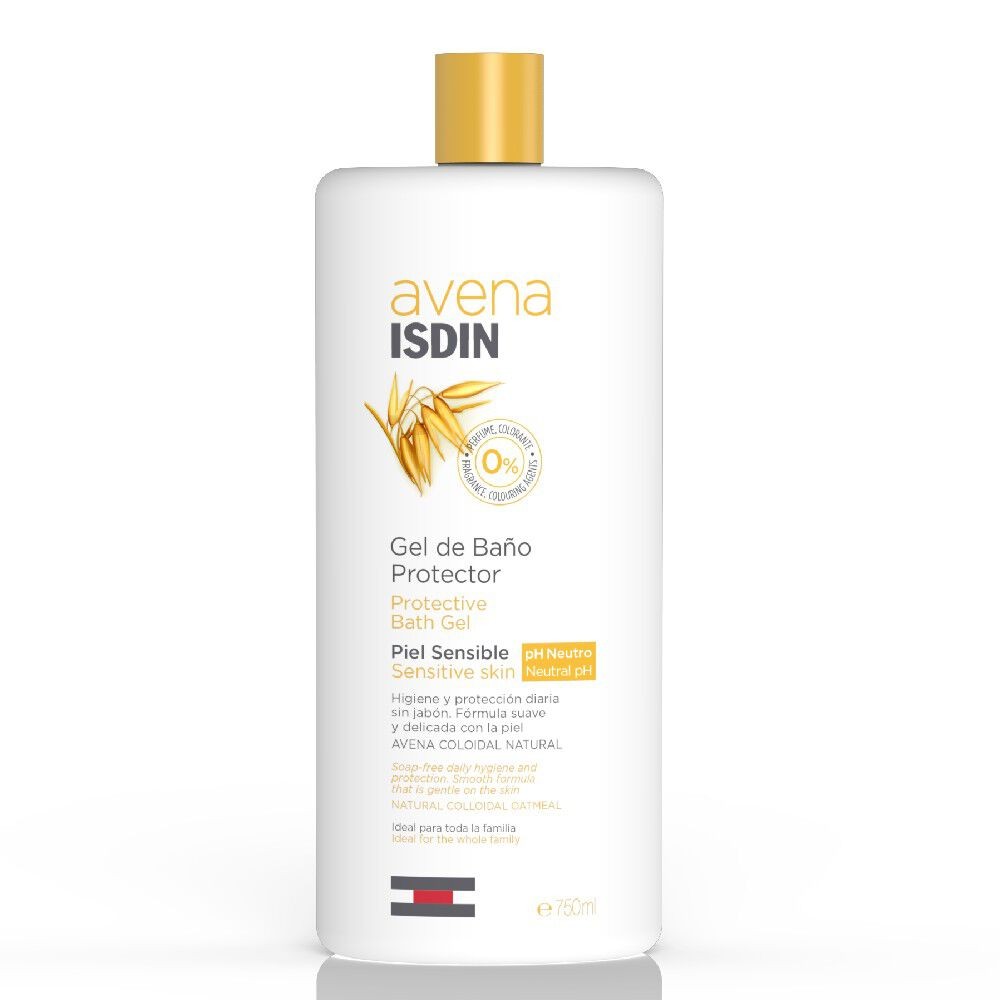 avena
ISDIN
PERFUME, COLORANTE
0%
FRAGRANCE, COLOURING AGENTS
Gel de Baño
Protector
Protective
Bath Gel
Piel Sensible
Sensitive skin
pH Neutro
Neutral pH
Higiene y protección diaria
sin jabón. Fórmula suave
y delicada con la piel
AVENA COLOIDAL NATURAL
Soap-free daily hygiene and
protection. Smooth formula
that is gentle on the skin
NATURAL COLLOIDAL OATMEAL
Ideal para toda la familia
Ideal for the whole family
℮ 750ml